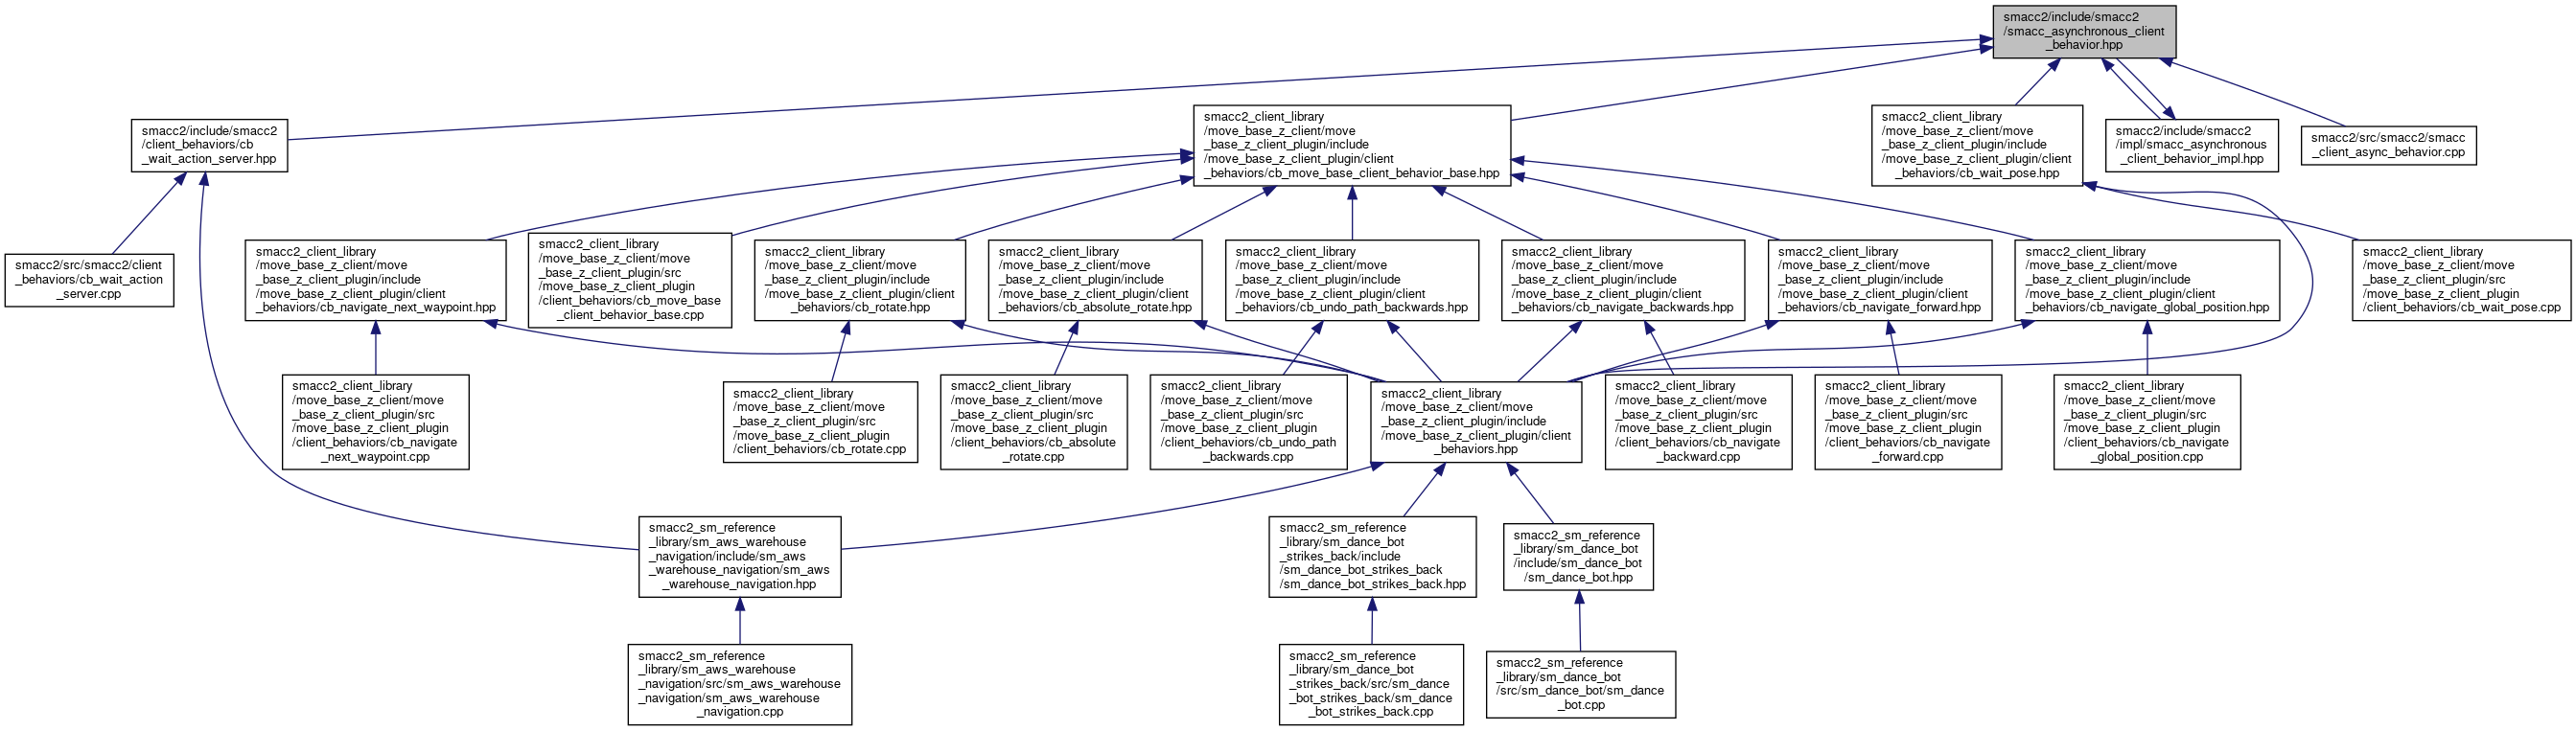 smacc2/include/smacc2
/smacc_asynchronous_client
_behavior.hpp
smacc2/include/smacc2
/client_behaviors/cb
_wait_action_server.hpp
smacc2_client_library
/move_base_z_client/move
_base_z_client_plugin/include
/move_base_z_client_plugin/client
_behaviors/cb_move_base_client_behavior_base.hpp
smacc2_client_library
/move_base_z_client/move
_base_z_client_plugin/include
/move_base_z_client_plugin/client
_behaviors/cb_wait_pose.hpp
smacc2/include/smacc2
/impl/smacc_asynchronous
_client_behavior_impl.hpp
smacc2/src/smacc2/smacc
_client_async_behavior.cpp
smacc2/src/smacc2/client
_behaviors/cb_wait_action
_server.cpp
smacc2_client_library
/move_base_z_client/move
_base_z_client_plugin/include
/move_base_z_client_plugin/client
_behaviors/cb_navigate_next_waypoint.hpp
smacc2_client_library
/move_base_z_client/move
_base_z_client_plugin/src
/move_base_z_client_plugin
/client_behaviors/cb_move_base
_client_behavior_base.cpp
smacc2_client_library
/move_base_z_client/move
_base_z_client_plugin/include
/move_base_z_client_plugin/client
_behaviors/cb_rotate.hpp
smacc2_client_library
/move_base_z_client/move
_base_z_client_plugin/include
/move_base_z_client_plugin/client
_behaviors/cb_absolute_rotate.hpp
smacc2_client_library
/move_base_z_client/move
_base_z_client_plugin/include
/move_base_z_client_plugin/client
_behaviors/cb_undo_path_backwards.hpp
smacc2_client_library
/move_base_z_client/move
_base_z_client_plugin/include
/move_base_z_client_plugin/client
_behaviors/cb_navigate_backwards.hpp
smacc2_client_library
/move_base_z_client/move
_base_z_client_plugin/include
/move_base_z_client_plugin/client
_behaviors/cb_navigate_forward.hpp
smacc2_client_library
/move_base_z_client/move
_base_z_client_plugin/include
/move_base_z_client_plugin/client
_behaviors/cb_navigate_global_position.hpp
smacc2_client_library
/move_base_z_client/move
_base_z_client_plugin/src
/move_base_z_client_plugin
/client_behaviors/cb_wait_pose.cpp
smacc2_client_library
/move_base_z_client/move
_base_z_client_plugin/src
/move_base_z_client_plugin
/client_behaviors/cb_navigate
_next_waypoint.cpp
smacc2_client_library
/move_base_z_client/move
_base_z_client_plugin/src
/move_base_z_client_plugin
/client_behaviors/cb_rotate.cpp
smacc2_client_library
/move_base_z_client/move
_base_z_client_plugin/src
/move_base_z_client_plugin
/client_behaviors/cb_absolute
_rotate.cpp
smacc2_client_library
/move_base_z_client/move
_base_z_client_plugin/src
/move_base_z_client_plugin
/client_behaviors/cb_undo_path
_backwards.cpp
smacc2_client_library
/move_base_z_client/move
_base_z_client_plugin/include
/move_base_z_client_plugin/client
_behaviors.hpp
smacc2_client_library
/move_base_z_client/move
_base_z_client_plugin/src
/move_base_z_client_plugin
/client_behaviors/cb_navigate
_backward.cpp
smacc2_client_library
/move_base_z_client/move
_base_z_client_plugin/src
/move_base_z_client_plugin
/client_behaviors/cb_navigate
_forward.cpp
smacc2_client_library
/move_base_z_client/move
_base_z_client_plugin/src
/move_base_z_client_plugin
/client_behaviors/cb_navigate
_global_position.cpp
smacc2_sm_reference
_library/sm_aws_warehouse
_navigation/include/sm_aws
_warehouse_navigation/sm_aws
_warehouse_navigation.hpp
smacc2_sm_reference
_library/sm_dance_bot
_strikes_back/include
/sm_dance_bot_strikes_back
/sm_dance_bot_strikes_back.hpp
smacc2_sm_reference
_library/sm_dance_bot
/include/sm_dance_bot
/sm_dance_bot.hpp
smacc2_sm_reference
_library/sm_aws_warehouse
_navigation/src/sm_aws_warehouse
_navigation/sm_aws_warehouse
_navigation.cpp
smacc2_sm_reference
_library/sm_dance_bot
_strikes_back/src/sm_dance
_bot_strikes_back/sm_dance
_bot_strikes_back.cpp
smacc2_sm_reference
_library/sm_dance_bot
/src/sm_dance_bot/sm_dance
_bot.cpp